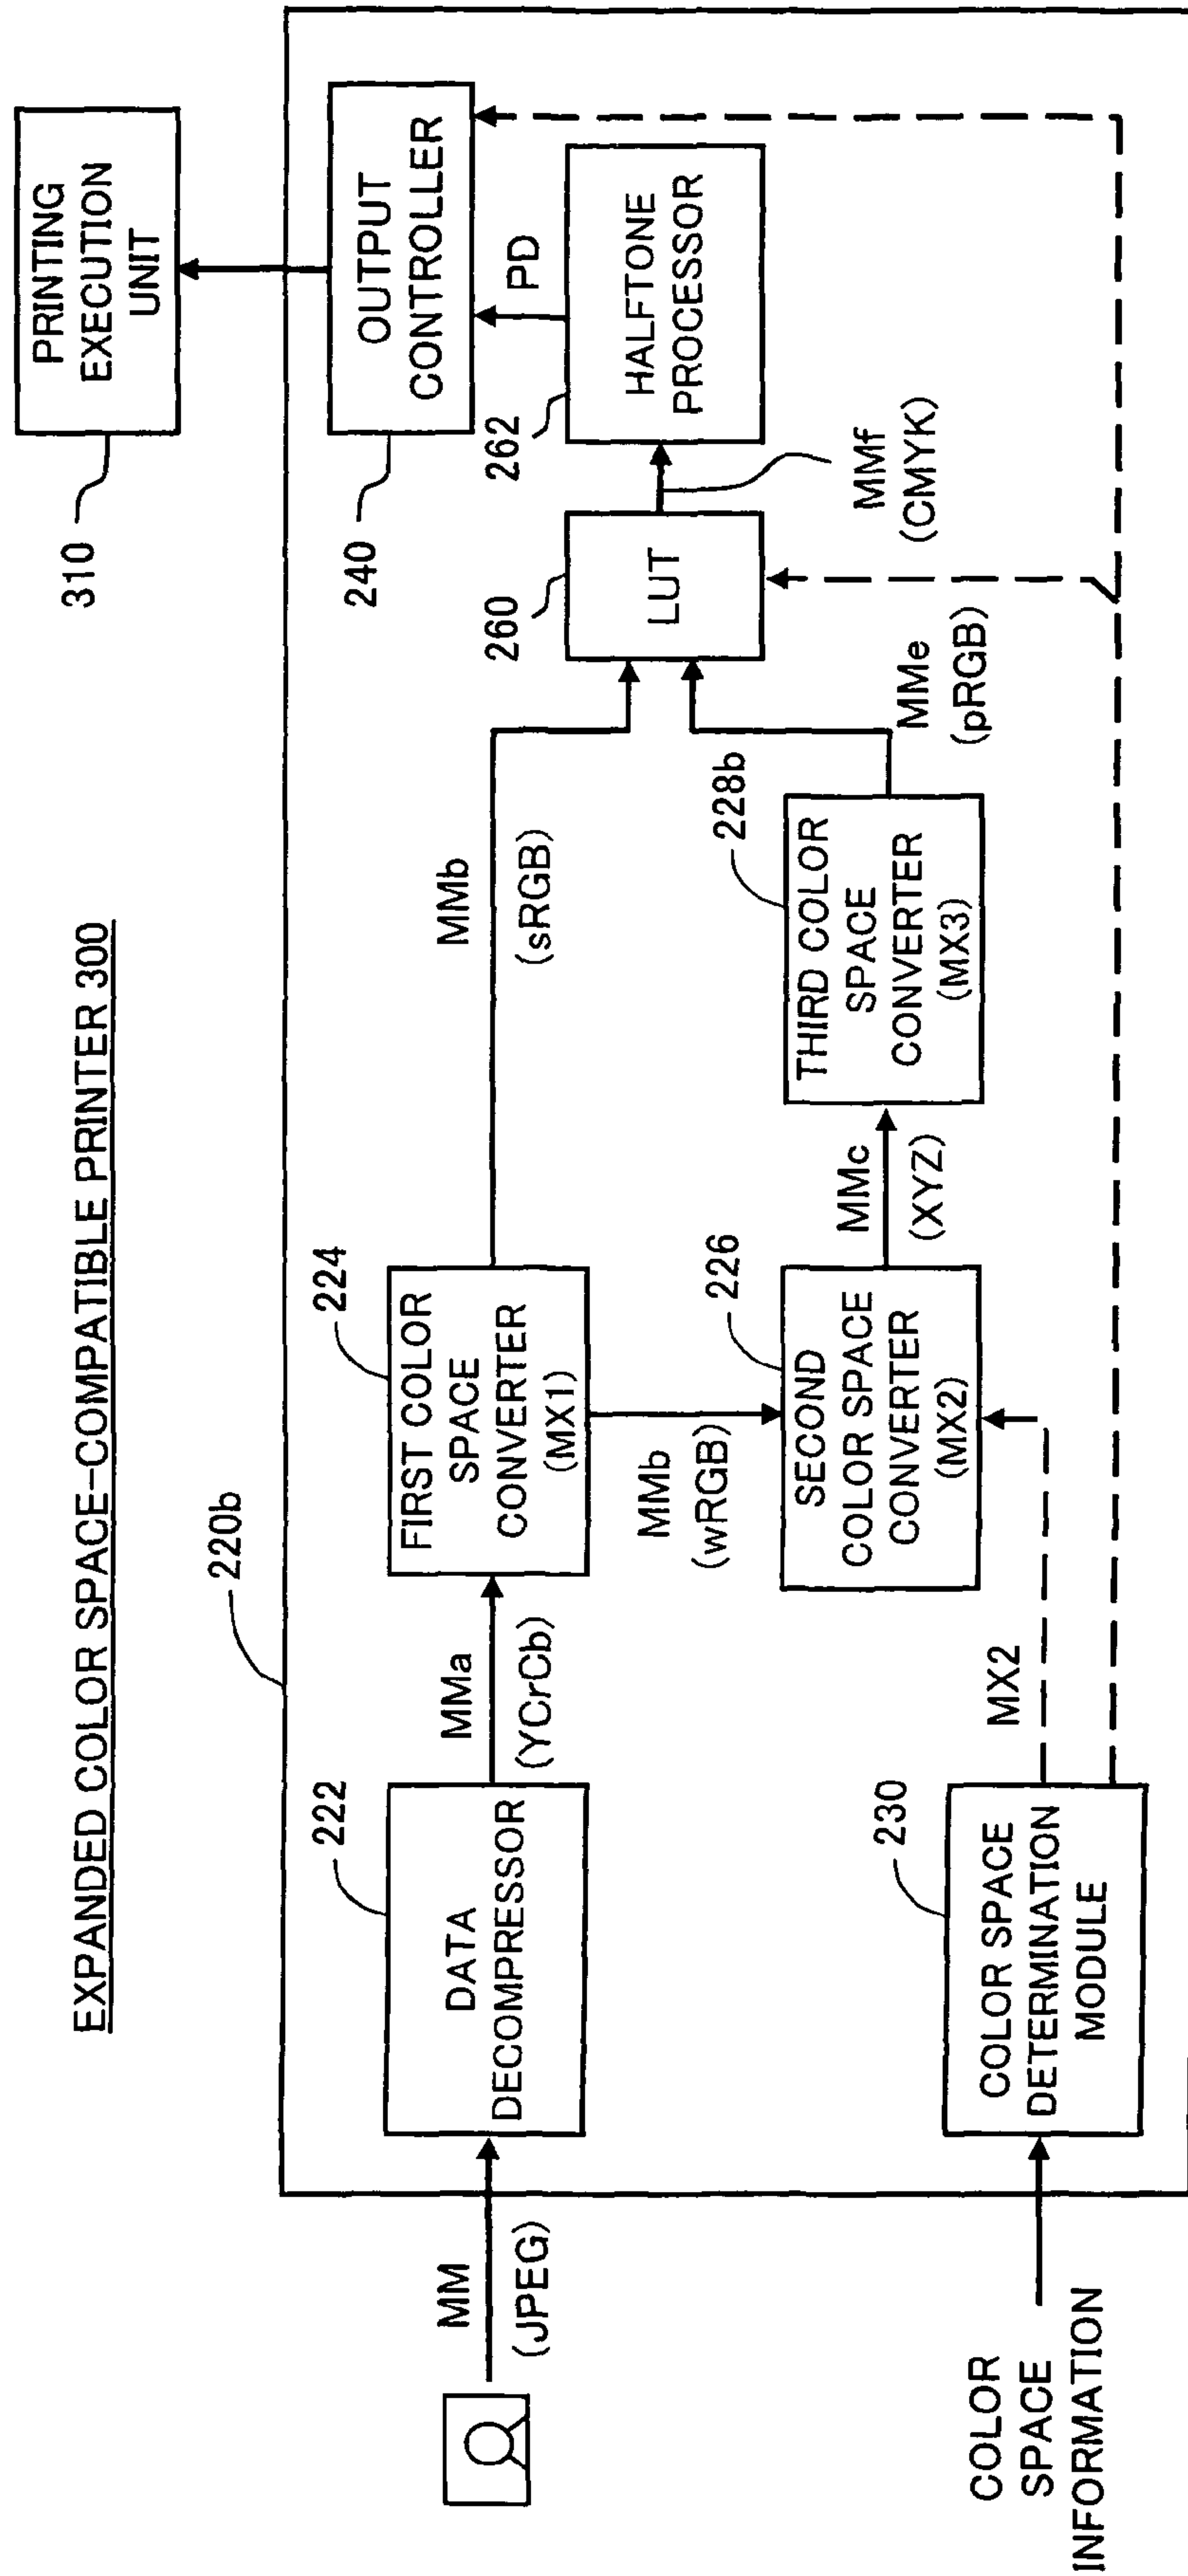 EXPANDED COLOR SPACE-COMPATIBLE PRINTER 300
310
PRINTING
EXECUTION
UNIT
220b
MM
(JPEG)
222
DATA
DECOMPRESSOR
MMa
(YCrCb)
224
FIRST COLOR
SPACE
CONVERTER
(MX1)
MMb
(sRGB)
MMb
(wRGB)
226
SECOND
COLOR SPACE
CONVERTER
(MX2)
MMc
(XYZ)
228b
THIRD COLOR
SPACE
CONVERTER
(MX3)
MMe
(pRGB)
260
LUT
MMf
(CMYK)
262
HALFTONE
PROCESSOR
PD
240
OUTPUT
CONTROLLER
COLOR
SPACE
INFORMATION
230
COLOR SPACE
DETERMINATION
MODULE
MX2